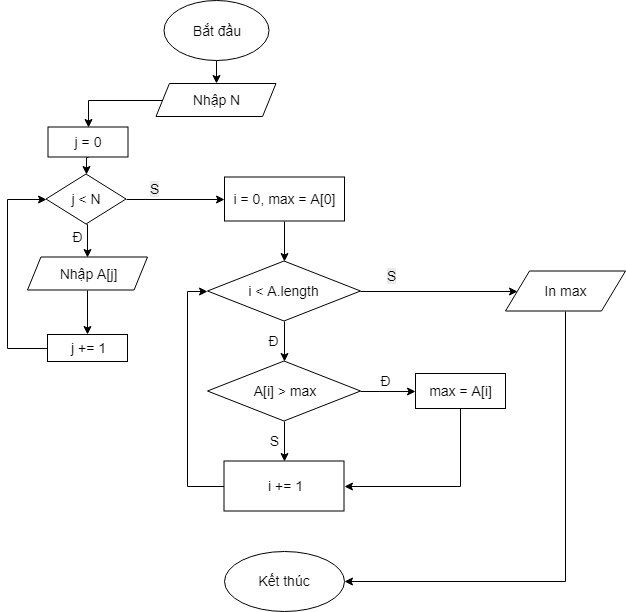 Bắt đầu
Nhập N
j = 0
j < N
S
Đ
Nhập A[j]
j += 1
i = 0, max = A[0]
i < A.length
S
In max
Đ
A[i] > max
Đ
max = A[i]
S
i += 1
Kết thúc